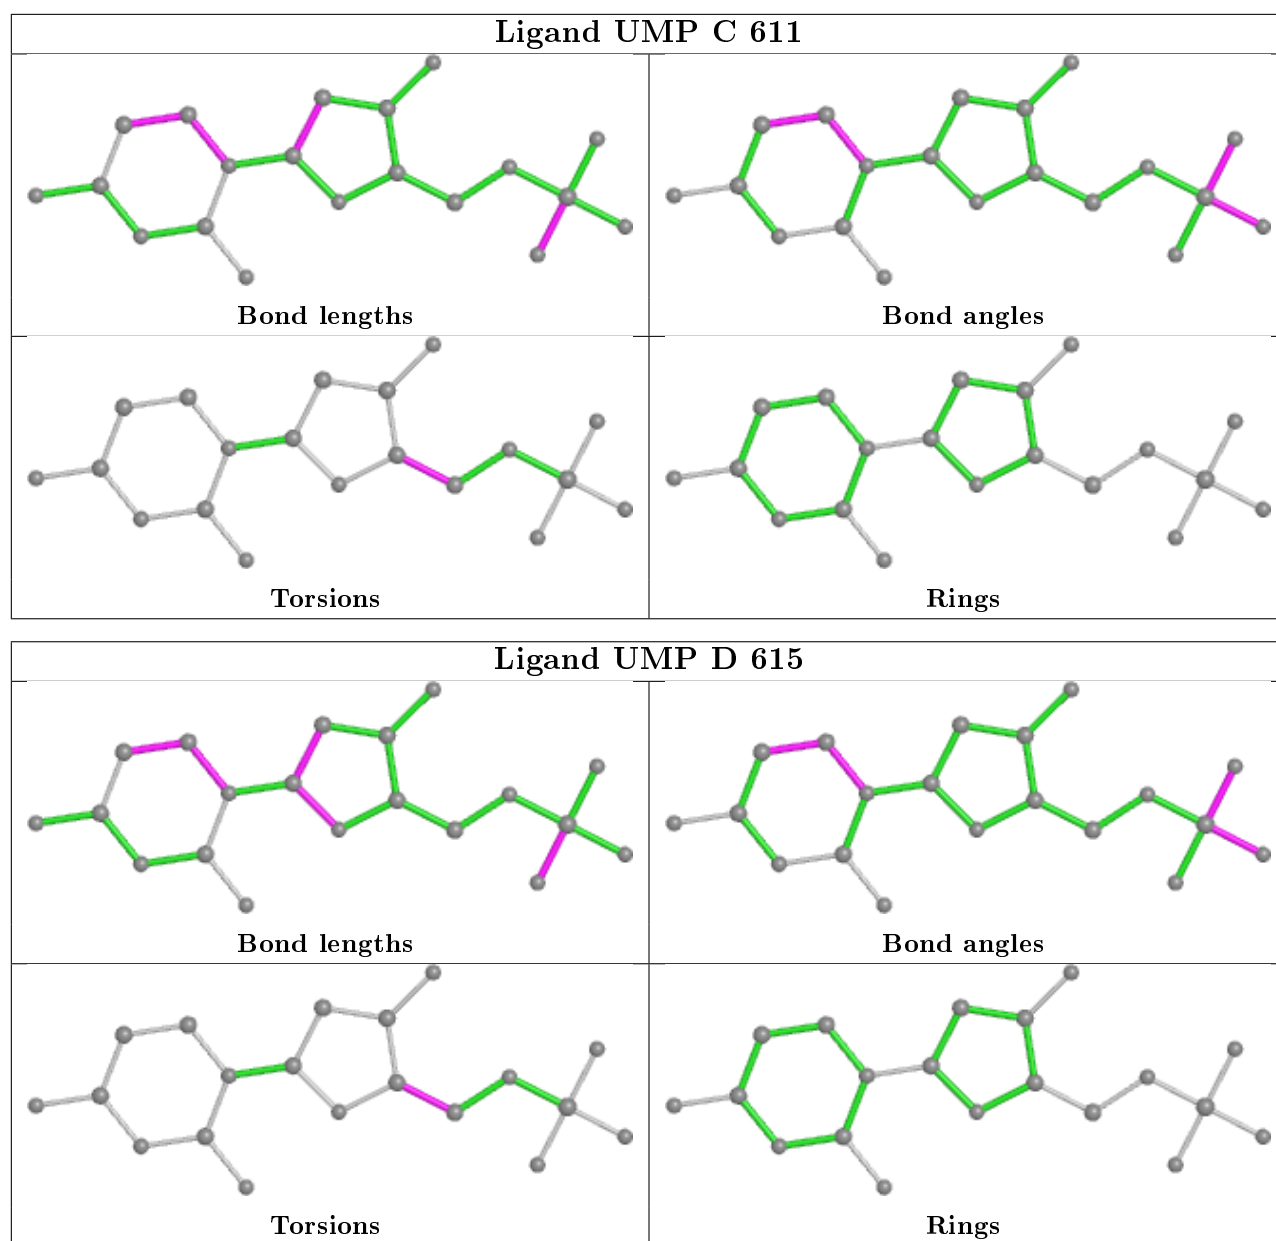 Ligand UMP C 611
Bond lengths
Bond angles
Torsions
Rings
Ligand UMP D 615
Bond lengths
Bond angles
Torsions
Rings